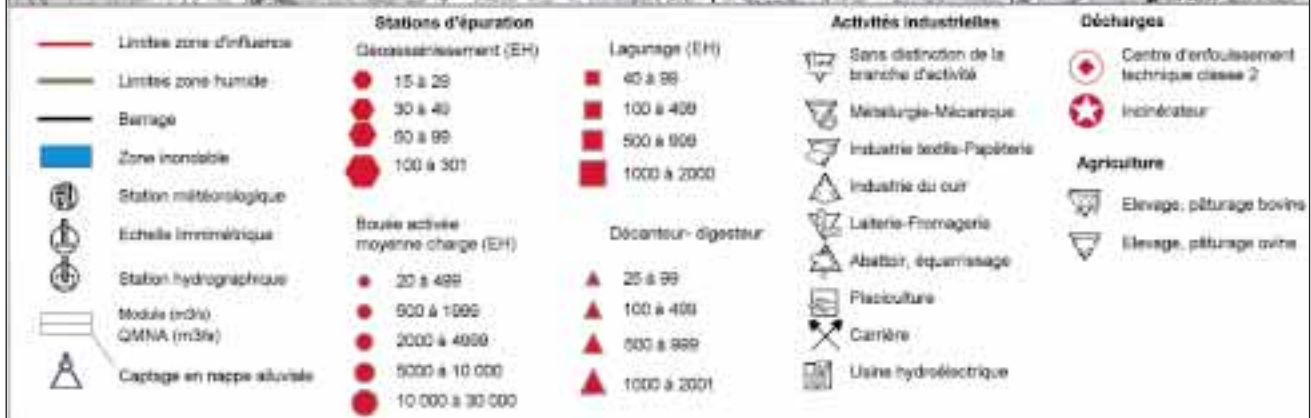 Limites zone d'influence
Limites zone humide
Barrage
Zone inondable
Station météorologique
Echelle limnimétrique
Station hydrographique
Module (m3/s)
QMNA (m3/s)
Captage en nappe alluviale
Stations d'épuration
Géoassainissement (EH)
15 à 29
30 à 49
50 à 99
100 à 301
Bouée activée
moyenne charge (EH)
20 à 499
500 à 1999
2000 à 4999
5000 à 10 000
10 000 à 30 000
Lagunage (EH)
40 à 99
100 à 499
500 à 999
1000 à 2000
Décanteur- digesteur
25 à 99
100 à 499
500 à 999
1000 à 2001
Activités industrielles
Sans distinction de la
branche d'activité
Métallurgie-Mécanique
Industrie textile-Papèterie
Industrie du cuir
Laiterie-Fromagerie
Abattoir, équarrissage
Pisciculture
Carrière
Usine hydroélectrique
Décharges
Centre d'enfouissement
technique classe 2
Incinérateur
Agriculture
Elevage, pâturage bovins
Elevage, pâturage ovins